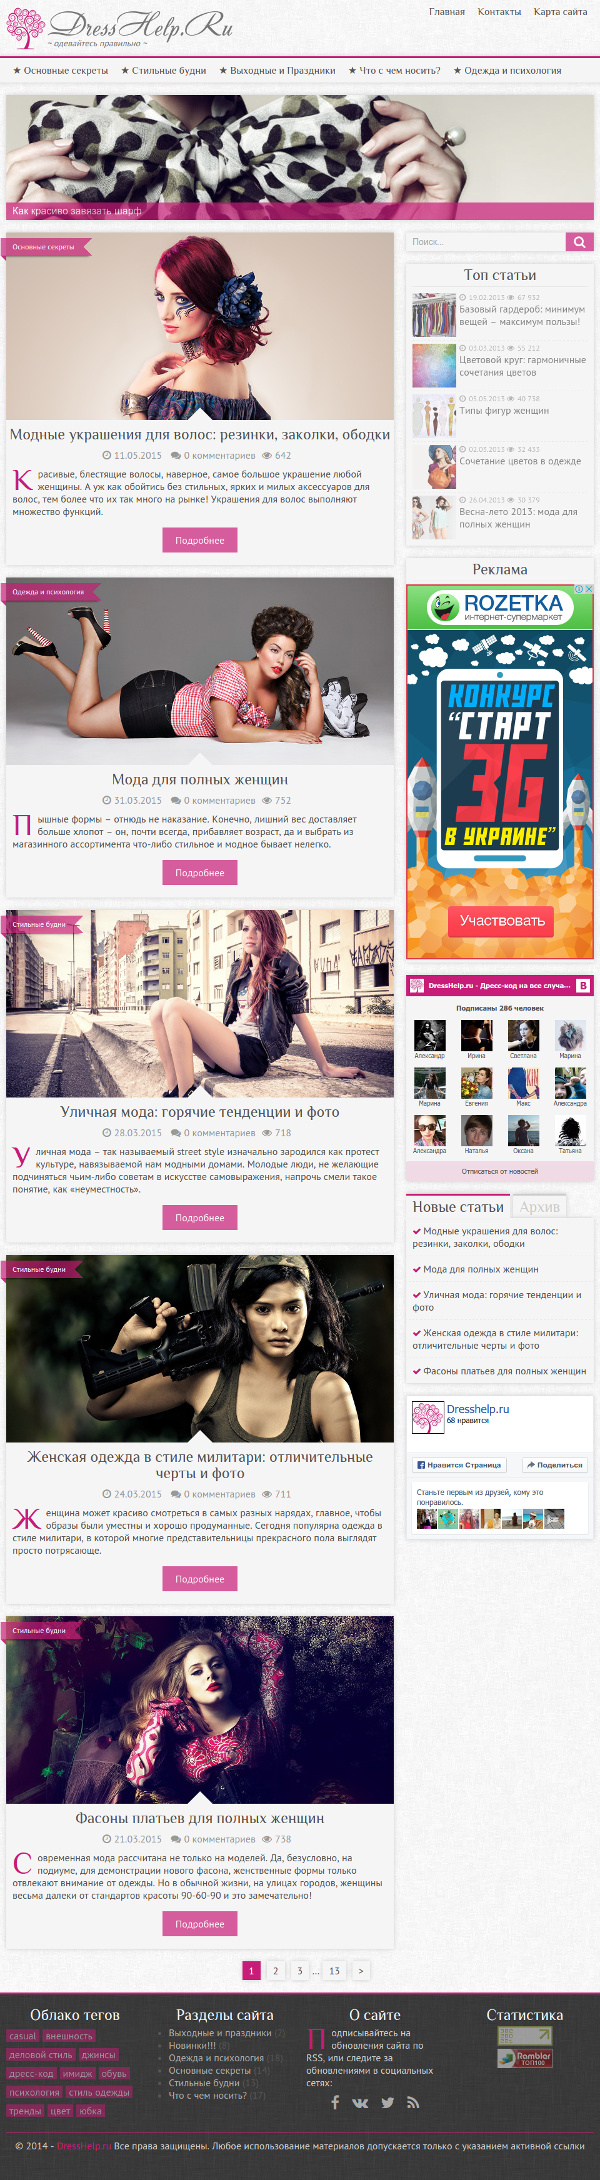 DressHelp.Ru
~ одевайтесь правильно ~
Главная Контакты Карта сайта
★ Основные секреты ★ Стильные будни ★ Выходные и Праздники ★ Что с чем носить? ★ Одежда и психология
Как красиво завязать шарф
Основные секреты
Модные украшения для волос: резинки, заколки, ободки
11.05.2015 0 комментариев 642
Красивые, блестящие волосы, наверное, самое большое украшение любой
женщины. А уж как обойтись без стильных, ярких и милых аксессуаров для
волос, тем более что их так много на рынке! Украшения для волос выполняют
множество функций.
Подробнее
Одежда и психология
Мода для полных женщин
31.03.2015 0 комментариев 752
Пышные формы – отнюдь не наказание. Конечно, лишний вес доставляет
больше хлопот – он, почти всегда, прибавляет возраст, да и выбрать из
магазинного ассортимента что-либо стильное и модное бывает нелегко.
Подробнее
Стильные будни
Уличная мода: горячие тенденции и фото
28.03.2015 0 комментариев 718
Уличная мода – так называемый street style изначально зародился как протест
культуре, навязываемой нам модными домами. Молодые люди, не желающие
подчиняться чьим-либо советам в искусстве самовыражения, напрочь смели такое
понятие, как «неуместность».
Подробнее
Стильные будни
Женская одежда в стиле милитари: отличительные
черты и фото
24.03.2015 0 комментариев 711
Женщина может красиво смотреться в самых разных нарядах, главное, чтобы
образы были уместны и хорошо продуманные. Сегодня популярна одежда в
стиле милитари, в которой многие представительницы прекрасного пола выглядят
просто потрясающе.
Подробнее
Стильные будни
Фасоны платьев для полных женщин
21.03.2015 0 комментариев 738
Современная мода рассчитана не только на моделей. Да, безусловно, на
подиуме, для демонстрации нового фасона, женственные формы только
отвлекают внимание от одежды. Но в обычной жизни, на улицах городов, женщины
весьма далеки от стандартов красоты 90-60-90 и это замечательно!
Подробнее
1 2 3 ... 13 >
Поиск...
Топ статьи
19.02.2013 67 932
Базовый гардероб: минимум
вещей – максимум пользы!
03.03.2013 55 212
Цветовой круг: гармоничные
сочетания цветов
05.05.2013 40 738
Типы фигур женщин
02.03.2013 32 433
Сочетание цветов в одежде
26.04.2013 30 379
Весна-лето 2013: мода для
полных женщин
Реклама
ROZETKA
интернет-супермаркет
КОНКУРС
“СТАРТ
3G
В УКРАИНЕ”
Участвовать
DressHelp.ru - Дресс-код на все случа... В
Подписаны 286 человек
Александр Ирина Светлана Марина
Марина Евгения Макс Александра
Александра Наталья Оксана Татьяна
Отписаться от новостей
Новые статьи Архив
Модные украшения для волос:
резинки, заколки, ободки
Мода для полных женщин
Уличная мода: горячие тенденции и
фото
Женская одежда в стиле милитари:
отличительные черты и фото
Фасоны платьев для полных женщин
Dresshelp.ru
68 нравится
Нравится Страница Поделиться
Станьте первым из друзей, кому это
понравилось.
Облако тегов
casual внешность
деловой стиль джинсы
дресс-код имидж обувь
психология стиль одежды
тренды цвет юбка
Разделы сайта
Выходные и праздники (2)
Новинки!!! (8)
Одежда и психология (18)
Основные секреты (14)
Стильные будни (13)
Что с чем носить? (17)
О сайте
Подписывайтесь на
обновления сайта по
RSS, или следите за
обновлениями в социальных
сетях:
Статистика
Rambler
ТОП100
© 2014 - DressHelp.ru Все права защищены. Любое использование материалов допускается только с указанием активной ссылки